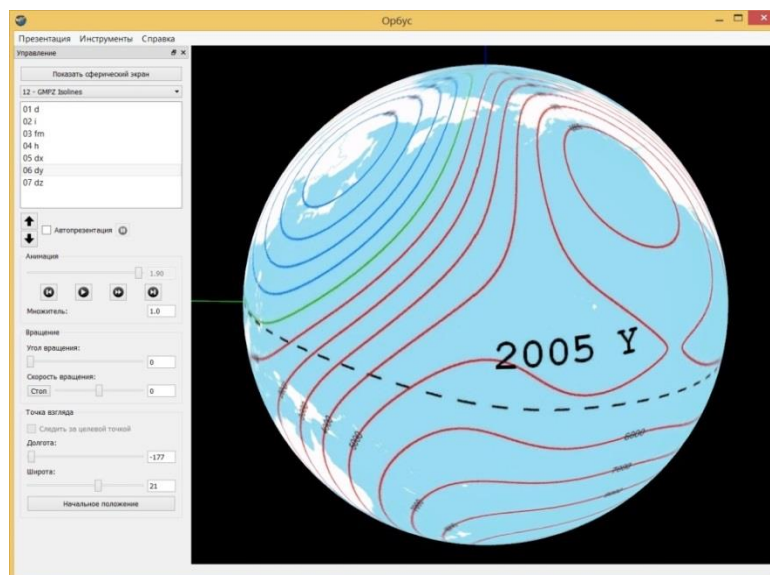 Орбус
Презентация Инструменты Справка
Управление
Показать сферический экран
12 - GMPZ Isolines
01 d
02 i
03 fm
04 h
05 dx
06 dy
07 dz
Автопрезентация
Анимация
1.90
Множитель: 1.0
Вращение
Угол вращения:
0
Скорость вращения:
Стоп 0
Точка взгляда
Следить за целевой точкой
Долгота:
-177
Широта:
21
Начальное положение
2005 Y
6000